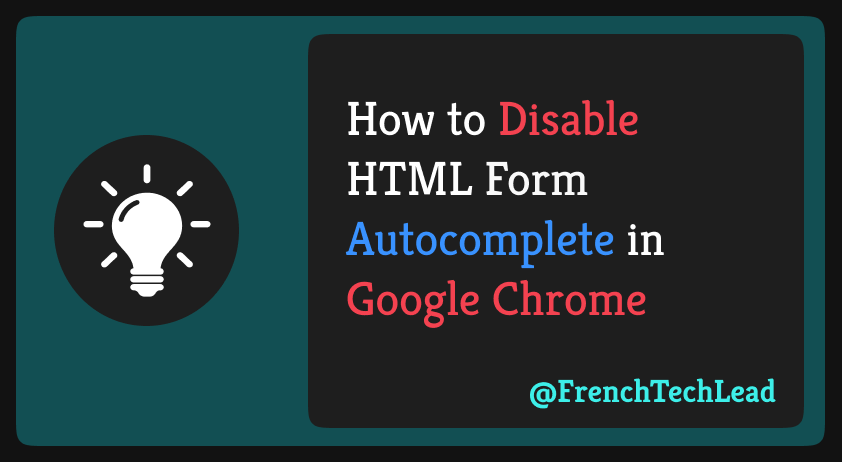 How to Disable
HTML Form
Autocomplete in
Google Chrome
@FrenchTechLead